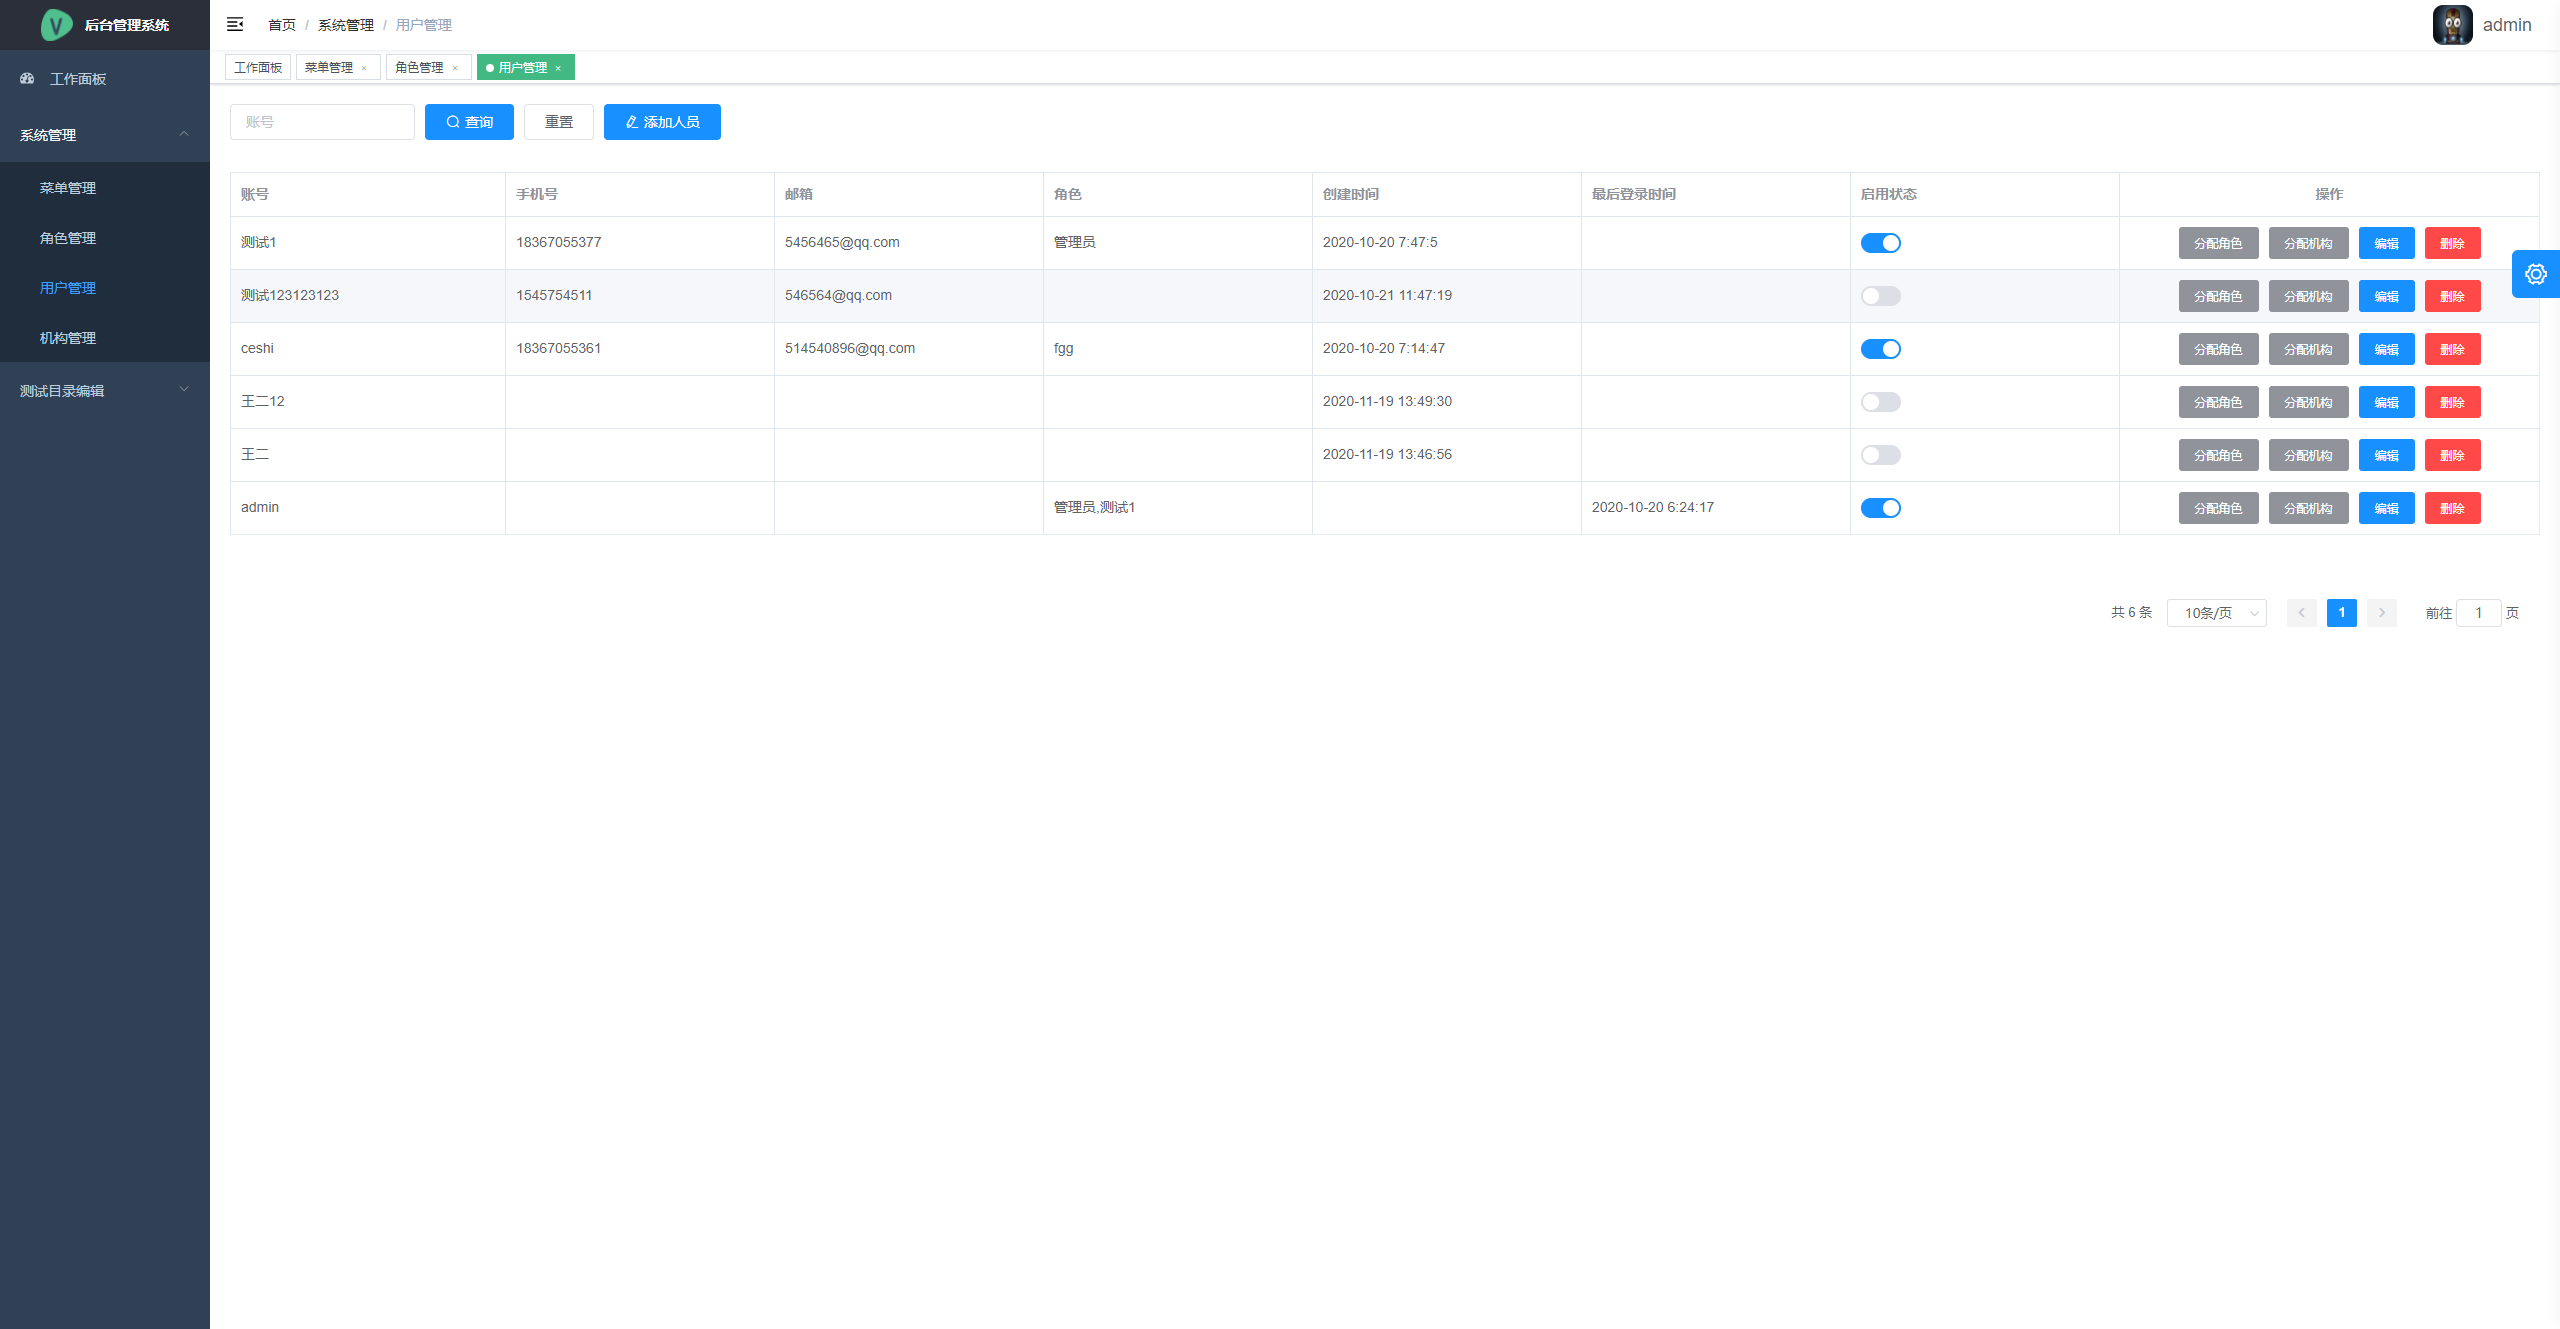 后台管理系统
首页 / 系统管理 / 用户管理
admin
工作面板
系统管理
菜单管理
角色管理
用户管理
机构管理
测试目录编辑
工作面板 菜单管理 × 角色管理 × 用户管理 ×
账号 查询 重置 添加人员
账号 手机号 邮箱 角色 创建时间 最后登录时间 启用状态 操作
测试1 18367055377 5456465@qq.com 管理员 2020-10-20 7:47:5 分配角色 分配机构 编辑 删除
测试123123123 1545754511 546564@qq.com 2020-10-21 11:47:19 分配角色 分配机构 编辑 删除
ceshi 18367055361 514540896@qq.com fgg 2020-10-20 7:14:47 分配角色 分配机构 编辑 删除
王二12 2020-11-19 13:49:30 分配角色 分配机构 编辑 删除
王二 2020-11-19 13:46:56 分配角色 分配机构 编辑 删除
admin 管理员,测试1 2020-10-20 6:24:17 分配角色 分配机构 编辑 删除
共 6 条 10条/页 1 前往 1 页